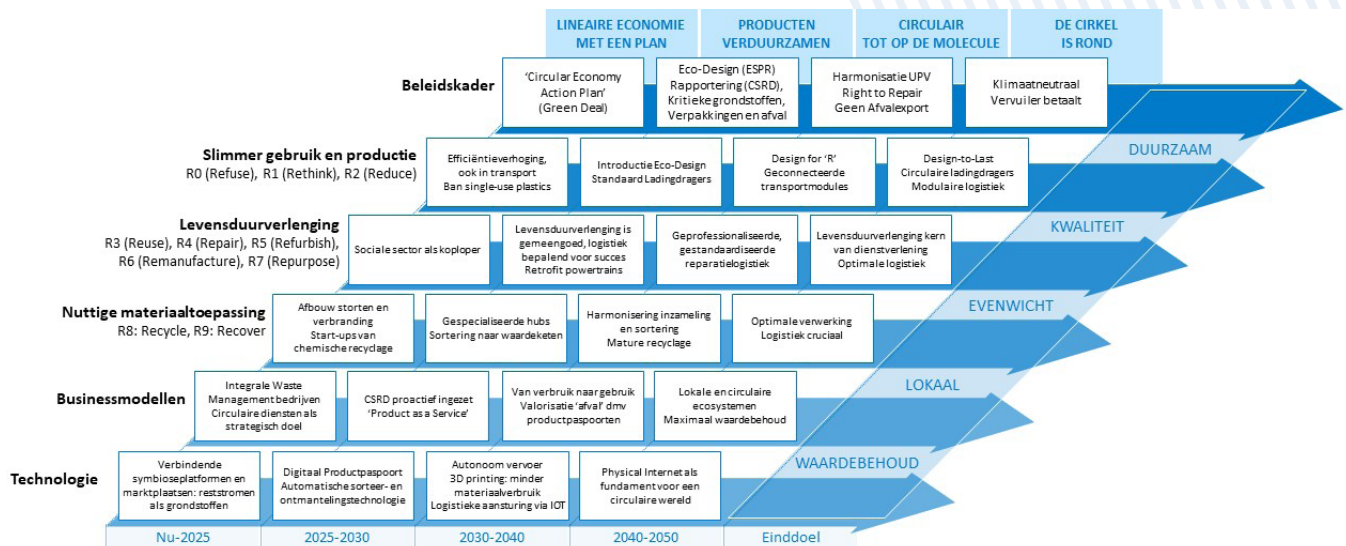 LINEAIRE ECONOMIE
MET EEN PLAN
PRODUCTEN
VERDUURZAMEN
CIRCULAIR
TOT OP DE MOLECULE
DE CIRKEL
IS ROND
Beleidskader
'Circular Economy
Action Plan'
(Green Deal)
Eco-Design (ESPR)
Rapportering (CSRD),
Kritieke grondstoffen,
Verpakkingen en afval
Harmonisatie UPV
Right to Repair
Geen Afvalexport
Klimaatneutraal
Vervuiler betaalt
Slimmer gebruik en productie
R0 (Refuse), R1 (Rethink), R2 (Reduce)
Efficiëntieverhoging,
ook in transport
Ban single-use plastics
Introductie Eco-Design
Standaard Ladingdragers
Design for 'R'
Geconnecteerde
transportmodules
Design-to-Last
Circulaire ladingdragers
Modulaire logistiek
DUURZAAM
Levensduurverlenging
R3 (Reuse), R4 (Repair), R5 (Refurbish),
R6 (Remanufacture), R7 (Repurpose)
Sociale sector als koploper
Levensduurverlenging is
gemeengoed, logistiek
bepalend voor succes
Retrofit powertrains
Geprofessionaliseerde,
gestandaardiseerde
reparatielogistiek
Levensduurverlenging kern
van dienstverlening
Optimale logistiek
KWALITEIT
Nuttige materiaaltoepassing
R8: Recycle, R9: Recover
Afbouw storten en
verbranding
Start-ups van
chemische recyclage
Gespecialiseerde hubs
Sortering naar waardeketen
Harmonisering inzameling
en sortering
Mature recyclage
Optimale verwerking
Logistiek cruciaal
EVENWICHT
Businessmodellen
Integrale Waste
Management bedrijven
Circulaire diensten als
strategisch doel
CSRD proactief ingezet
'Product as a Service'
Van verbruik naar gebruik
Valorisatie 'afval' dmv
productpaspoorten
Lokale en circulaire
ecosystemen
Maximaal waardebehoud
LOKAAL
Technologie
Verbindende
symbioseplatformen en
marktplaatsen: reststromen
als grondstoffen
Digitaal Productpaspoort
Automatische sorteer- en
ontmantelingstechnologie
Autonoom vervoer
3D printing: minder
materiaalverbruik
Logistieke aansturing via IOT
Physical Internet als
fundament voor een
circulaire wereld
WAARDEBEHOUD
Nu-2025
2025-2030
2030-2040
2040-2050
Einddoel